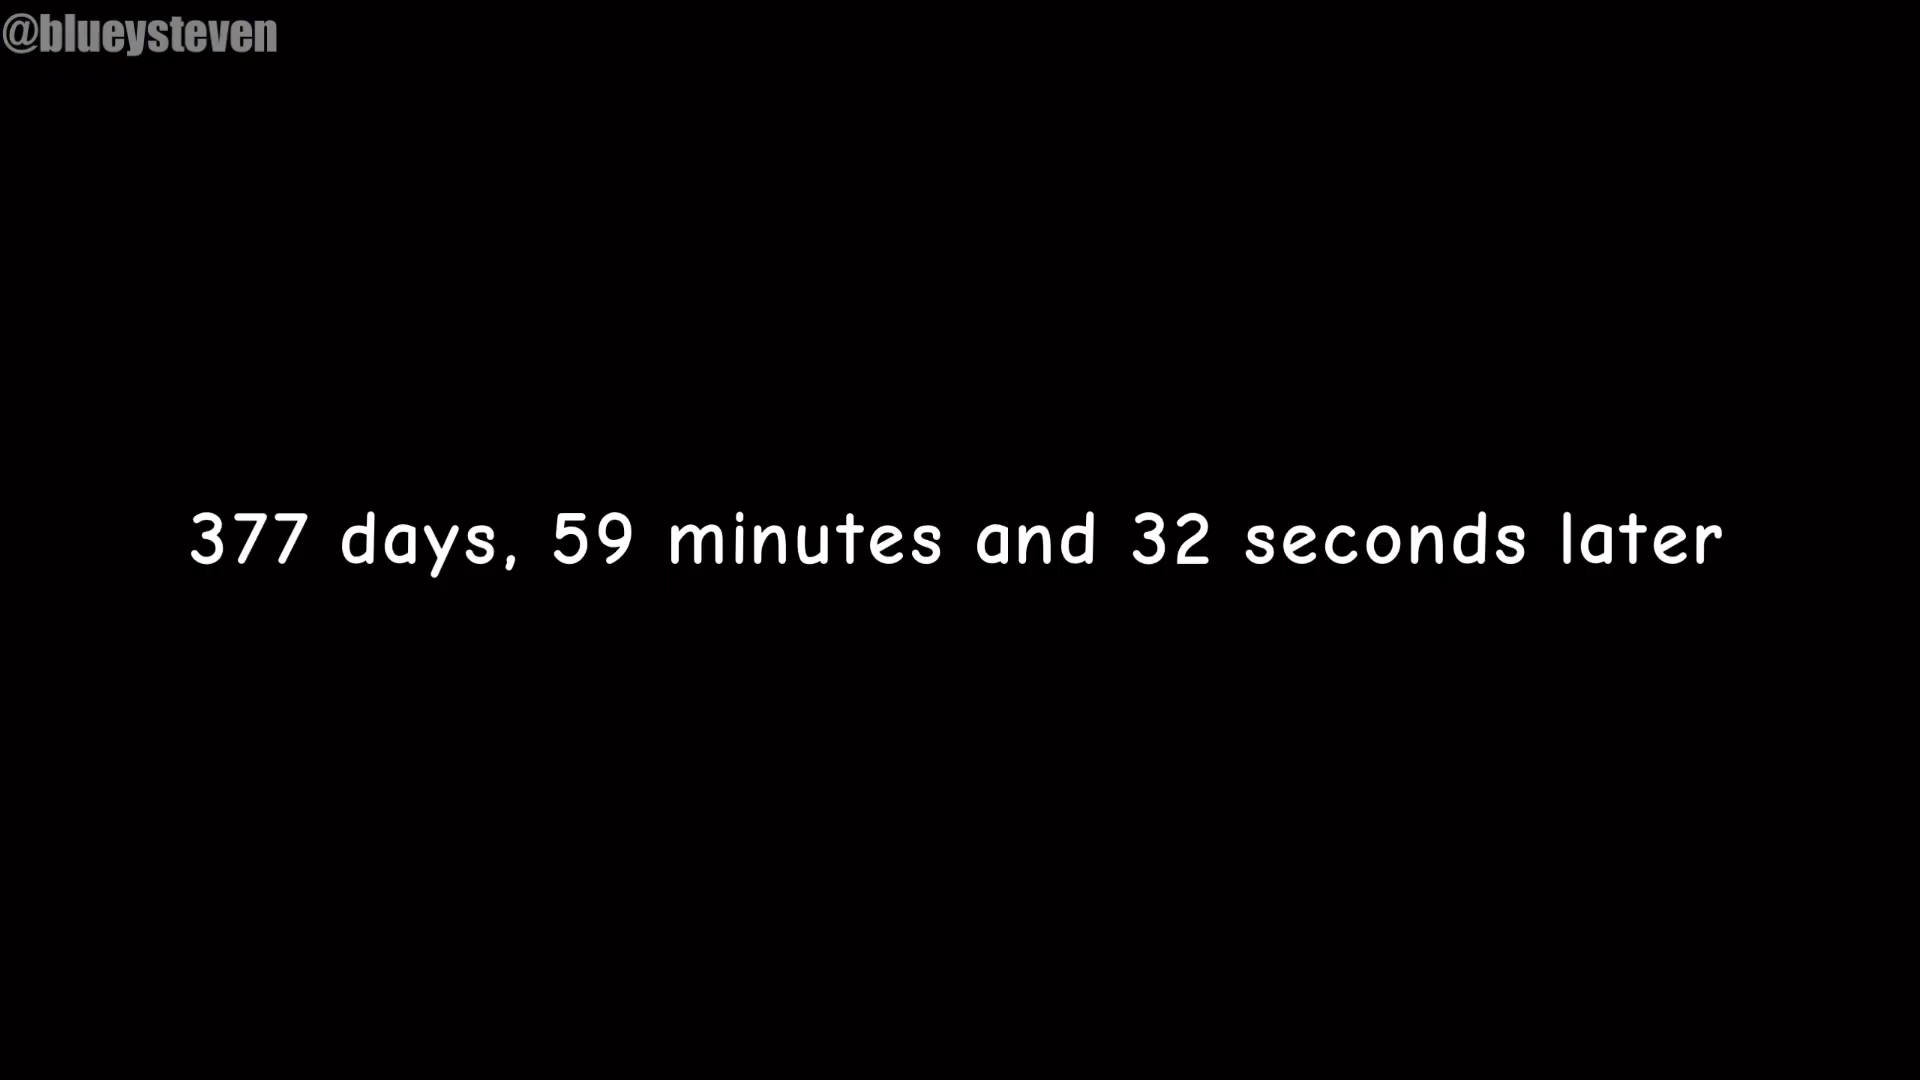 @blueysteven
377 days, 59 minutes and 32 seconds later